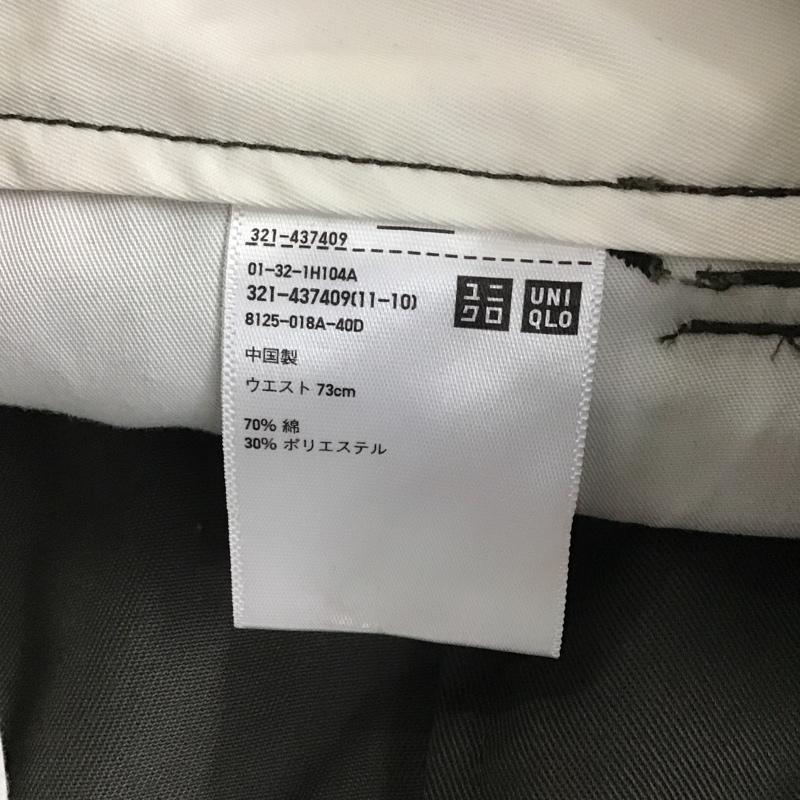 321-437409
01-32-1H104A
321-437409(11-10)
8125-018A-40D
ユニ
クロ
UNI
QLO
中国製
ウエスト 73cm
70% 綿
30% ポリエステル